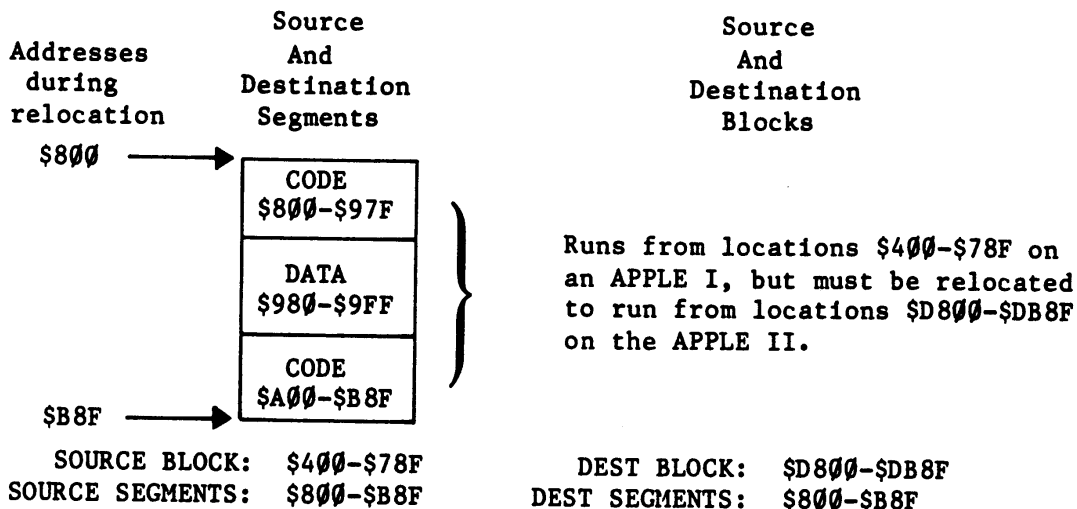 Addresses
during
relocation
Source
And
Destination
Segments
Source
And
Destination
Blocks
$800
CODE
$800-$97F
DATA
$980-$9FF
CODE
$A00-$B8F
$B8F
Runs from locations $400-$78F on
an APPLE I, but must be relocated
to run from locations $D800-$DB8F
on the APPLE II.
SOURCE BLOCK: $400-$78F
SOURCE SEGMENTS: $800-$B8F
DEST BLOCK: $D800-$DB8F
DEST SEGMENTS: $800-$B8F